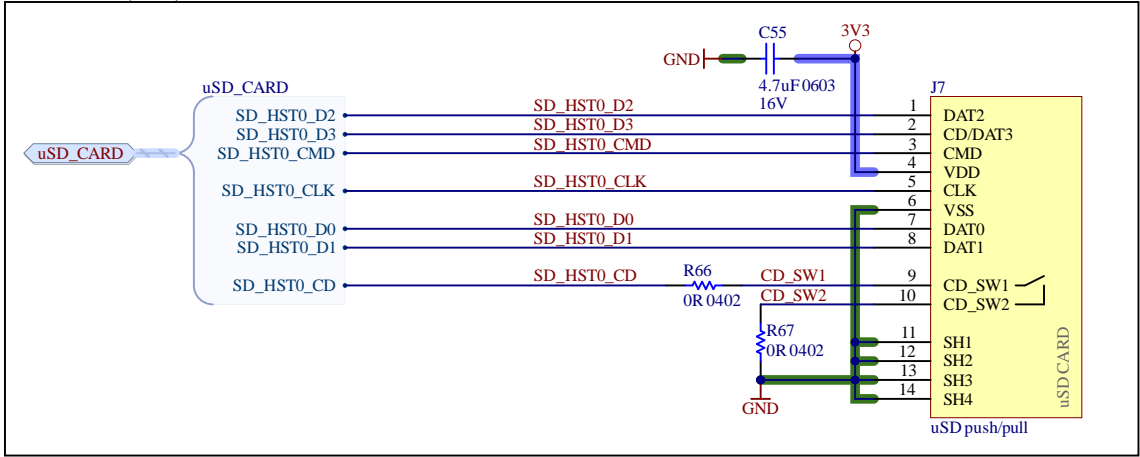 C55
3V3
GND
4.7uF 0603
16V
uSD_CARD
J7
SD_HST0_D2 SD_HST0_D2 1 DAT2
SD_HST0_D3 SD_HST0_D3 2 CD/DAT3
uSD_CARD SD_HST0_CMD SD_HST0_CMD 3 CMD
4 VDD
SD_HST0_CLK SD_HST0_CLK 5 CLK
6 VSS
SD_HST0_D0 SD_HST0_D0 7 DAT0
SD_HST0_D1 SD_HST0_D1 8 DAT1
SD_HST0_CD SD_HST0_CD R66 CD_SW1 9 CD_SW1
0R 0402 CD_SW2 10 CD_SW2
R67
0R 0402
11 SH1
12 SH2
13 SH3
14 SH4
GND
uSD CARD
uSD push/pull